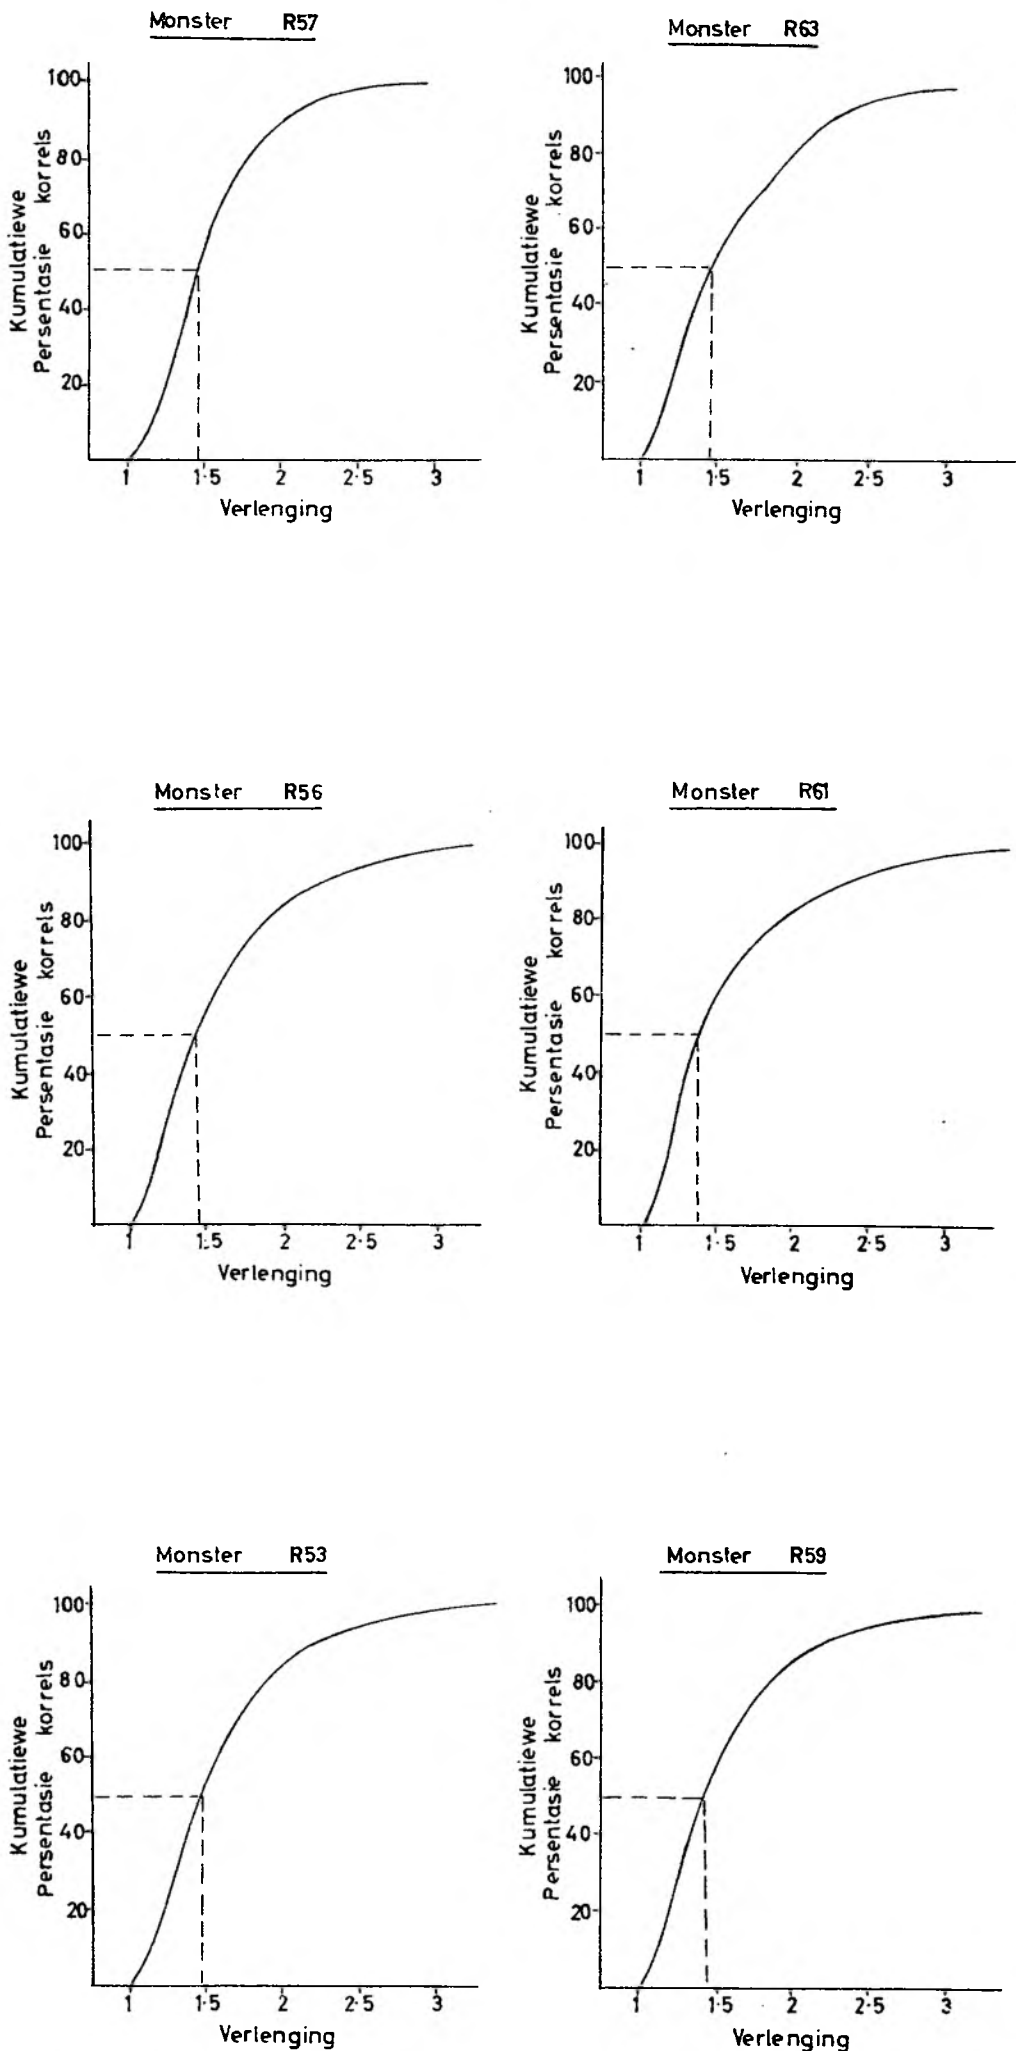 Monster R57
100
80
60
40
20
Kumulatiewe
Persentasie korrels
1 1·5 2 2·5 3
Verlenging
Monster R63
100
80
60
40
20
Kumulatiewe
Persentasie korrels
1 1·5 2 2·5 3
Verlenging
Monster R56
100
80
60
40
20
Kumulatiewe
Persentasie korrels
1 1·5 2 2·5 3
Verlenging
Monster R61
100
80
60
40
20
Kumulatiewe
Persentasie korrels
1 1·5 2 2·5 3
Verlenging
Monster R53
100
80
60
40
20
Kumulatiewe
Persentasie korrels
1 1·5 2 2·5 3
Verlenging
Monster R59
100
80
60
40
20
Kumulatiewe
Persentasie korrels
1 1·5 2 2·5 3
Verlenging